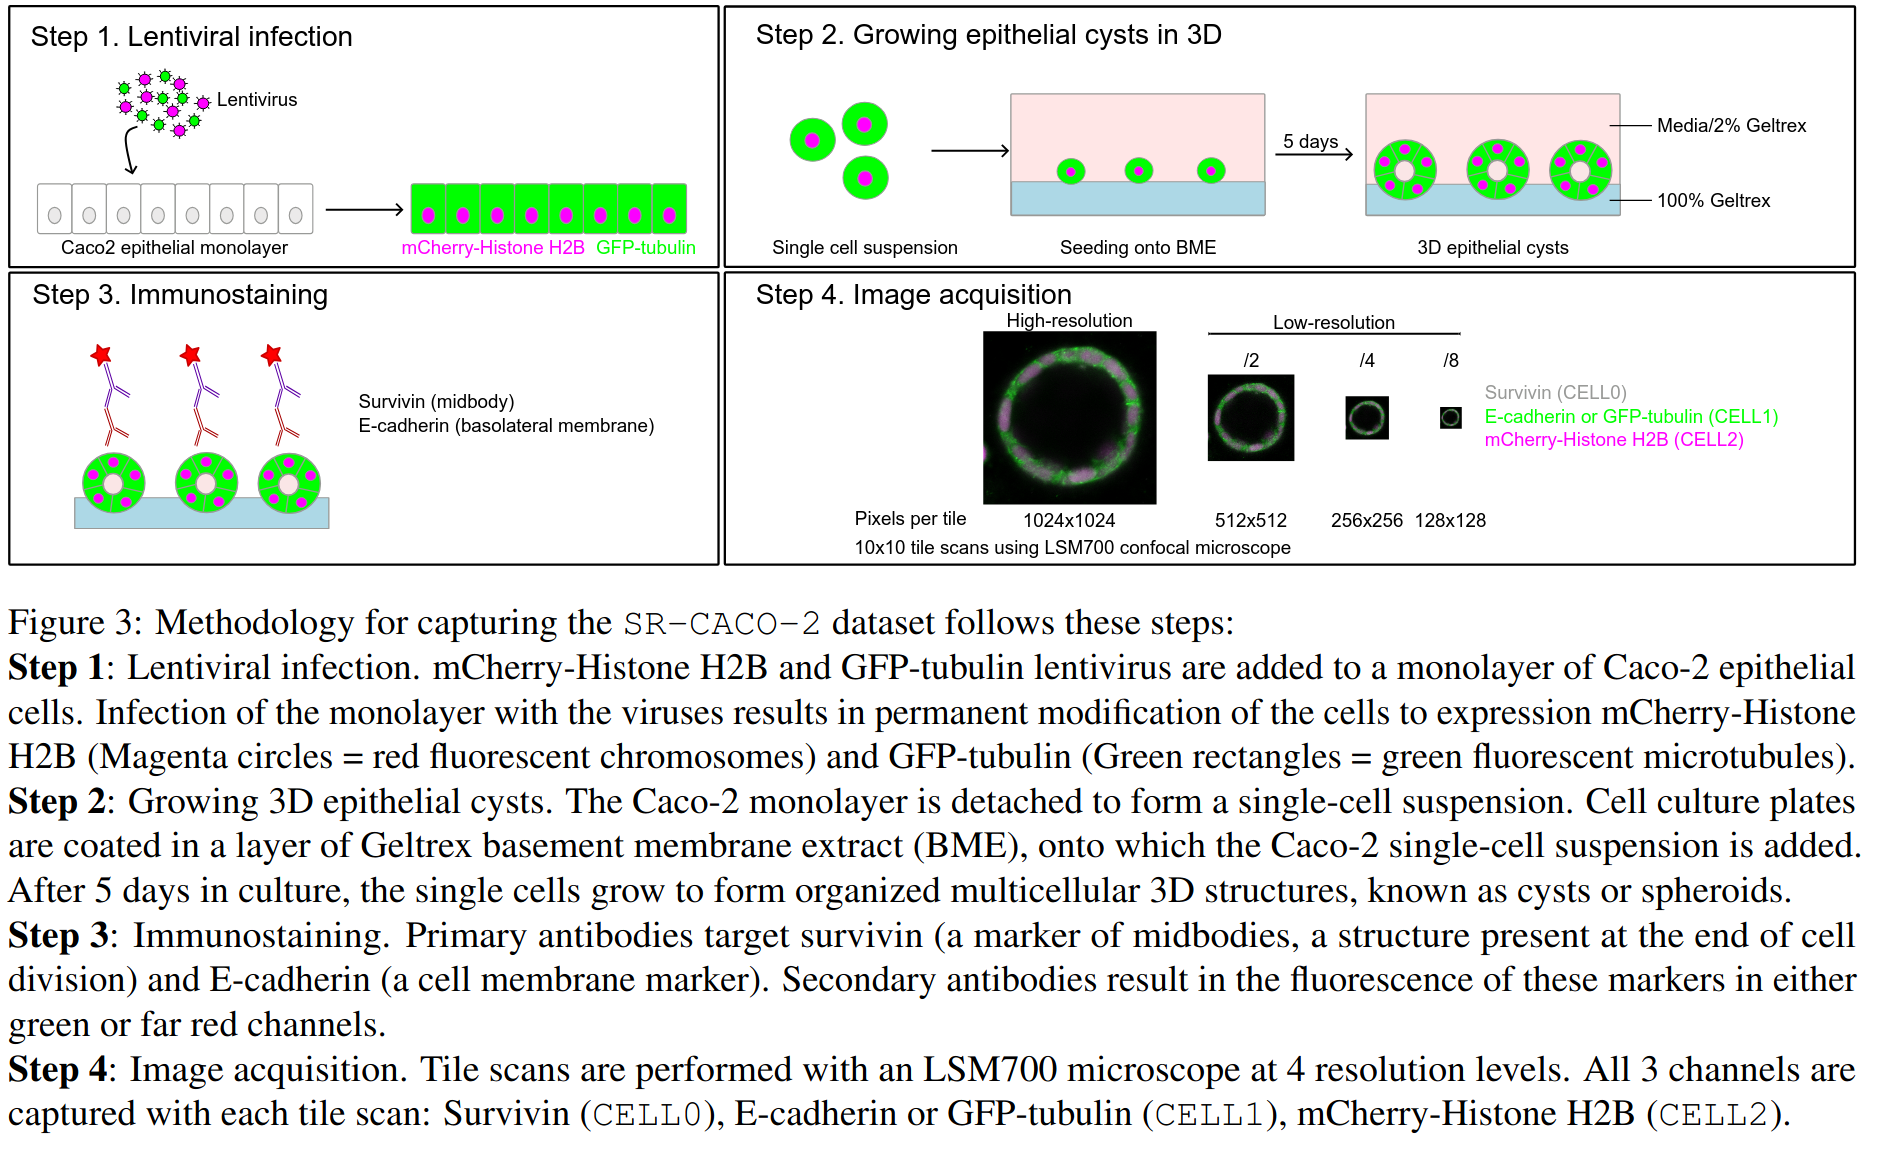 Step 1. Lentiviral infection
Lentivirus
Caco2 epithelial monolayer
mCherry-Histone H2B GFP-tubulin
Step 2. Growing epithelial cysts in 3D
5 days
Media/2% Geltrex
100% Geltrex
Single cell suspension
Seeding onto BME
3D epithelial cysts
Step 3. Immunostaining
Survivin (midbody)
E-cadherin (basolateral membrane)
Step 4. Image acquisition
High-resolution
Low-resolution
/2
/4
/8
Survivin (CELL0)
E-cadherin or GFP-tubulin (CELL1)
mCherry-Histone H2B (CELL2)
Pixels per tile
1024x1024
512x512
256x256
128x128
10x10 tile scans using LSM700 confocal microscope
Figure 3: Methodology for capturing the SR-CACO-2 dataset follows these steps:
Step 1: Lentiviral infection. mCherry-Histone H2B and GFP-tubulin lentivirus are added to a monolayer of Caco-2 epithelial
cells. Infection of the monolayer with the viruses results in permanent modification of the cells to expression mCherry-Histone
H2B (Magenta circles = red fluorescent chromosomes) and GFP-tubulin (Green rectangles = green fluorescent microtubules).
Step 2: Growing 3D epithelial cysts. The Caco-2 monolayer is detached to form a single-cell suspension. Cell culture plates
are coated in a layer of Geltrex basement membrane extract (BME), onto which the Caco-2 single-cell suspension is added.
After 5 days in culture, the single cells grow to form organized multicellular 3D structures, known as cysts or spheroids.
Step 3: Immunostaining. Primary antibodies target survivin (a marker of midbodies, a structure present at the end of cell
division) and E-cadherin (a cell membrane marker). Secondary antibodies result in the fluorescence of these markers in either
green or far red channels.
Step 4: Image acquisition. Tile scans are performed with an LSM700 microscope at 4 resolution levels. All 3 channels are
captured with each tile scan: Survivin (CELL0), E-cadherin or GFP-tubulin (CELL1), mCherry-Histone H2B (CELL2).